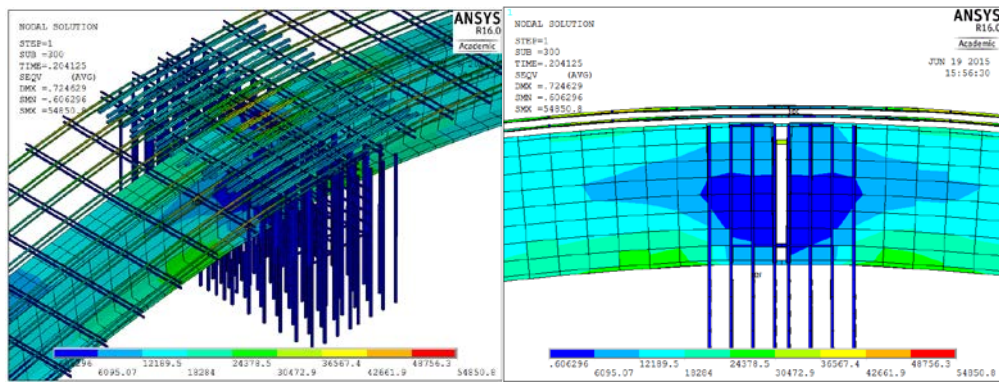 NODAL SOLUTION
STEP=1
SUB =300
TIME=.204125
SEQV (AVG)
DMX =.724629
SMN =.606296
SMX =54850.8
ANSYS
R16.0
Academic
12189.5 24378.5 36567.4 48756.3
6095.07 18284 30472.9 42661.9 54850.8
1
NODAL SOLUTION
STEP=1
SUB =300
TIME=.204125
SEQV (AVG)
DMX =.724629
SMN =.606296
SMX =54850.8
ANSYS
R16.0
Academic
JUN 19 2015
15:56:30
.606296 12189.5 24378.5 36567.4 48756.3
6095.07 18284 30472.9 42661.9 54850.8